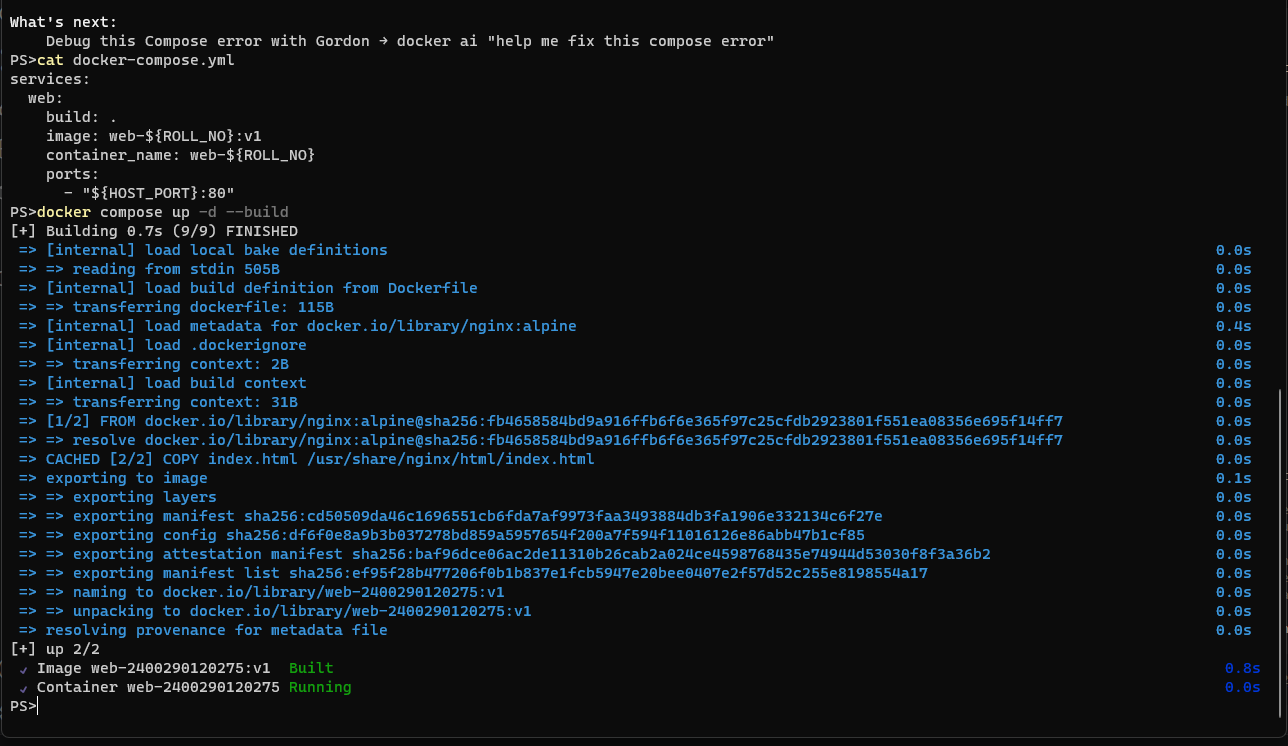 What's next:
    Debug this Compose error with Gordon → docker ai "help me fix this compose error"
PS>cat docker-compose.yml
services:
  web:
    build: .
    image: web-${ROLL_NO}:v1
    container_name: web-${ROLL_NO}
    ports:
      - "${HOST_PORT}:80"
PS>docker compose up -d --build
[+] Building 0.7s (9/9) FINISHED
 => [internal] load local bake definitions 0.0s
 => => reading from stdin 505B 0.0s
 => [internal] load build definition from Dockerfile 0.0s
 => => transferring dockerfile: 115B 0.0s
 => [internal] load metadata for docker.io/library/nginx:alpine 0.4s
 => [internal] load .dockerignore 0.0s
 => => transferring context: 2B 0.0s
 => [internal] load build context 0.0s
 => => transferring context: 31B 0.0s
 => [1/2] FROM docker.io/library/nginx:alpine@sha256:fb4658584bd9a916ffb6f6e365f97c25cfdb2923801f551ea08356e695f14ff7 0.0s
 => => resolve docker.io/library/nginx:alpine@sha256:fb4658584bd9a916ffb6f6e365f97c25cfdb2923801f551ea08356e695f14ff7 0.0s
 => CACHED [2/2] COPY index.html /usr/share/nginx/html/index.html 0.0s
 => exporting to image 0.1s
 => => exporting layers 0.0s
 => => exporting manifest sha256:cd50509da46c1696551cb6fda7af9973faa3493884db3fa1906e332134c6f27e 0.0s
 => => exporting config sha256:df6f0e8a9b3b037278bd859a5957654f200a7f594f11016126e86abb47b1cf85 0.0s
 => => exporting attestation manifest sha256:baf96dce06ac2de11310b26cab2a024ce4598768435e74944d53030f8f3a36b2 0.0s
 => => exporting manifest list sha256:ef95f28b477206f0b1b837e1fcb5947e20bee0407e2f57d52c255e8198554a17 0.0s
 => => naming to docker.io/library/web-2400290120275:v1 0.0s
 => => unpacking to docker.io/library/web-2400290120275:v1 0.0s
 => resolving provenance for metadata file 0.0s
[+] up 2/2
 ✓ Image web-2400290120275:v1  Built 0.8s
 ✓ Container web-2400290120275 Running 0.0s
PS>